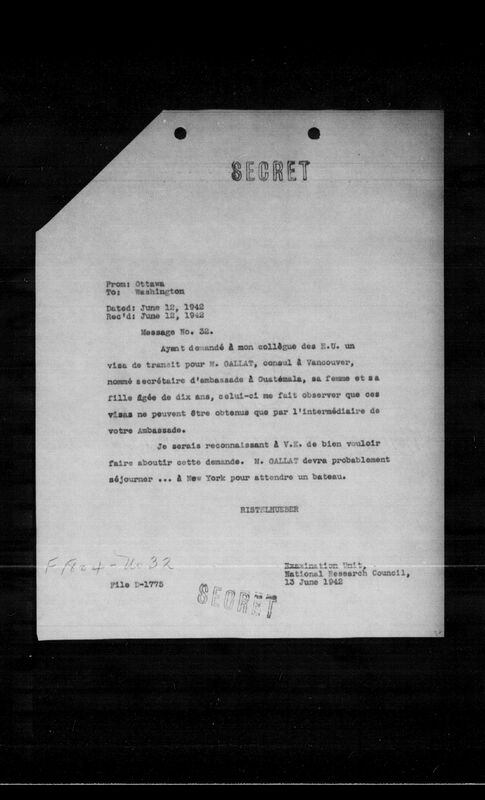 SECRET
From: Ottawa
To: Washington
Dated: June 12, 1942
Rec'd: June 12, 1942
Message No. 32.
Ayant demandé à mon collègue des E.U. un
visa de transit pour M. GALLAT, consul à Vancouver,
nommé secrétaire d'ambassade à Guatémala, sa femme et sa
fille âgée de dix ans, celui-ci me fait observer que ces
visas ne peuvent être obtenus que par l'intermédiaire de
votre Ambassade.
Je serais reconnaissant à V.E. de bien vouloir
faire aboutir cette demande. M. GALLAT devra probablement
séjourner ... à New York pour attendre un bateau.
RISTELHUEBER
No 32
Examination Unit,
National Research Council,
13 June 1942
File D-1775
SECRET